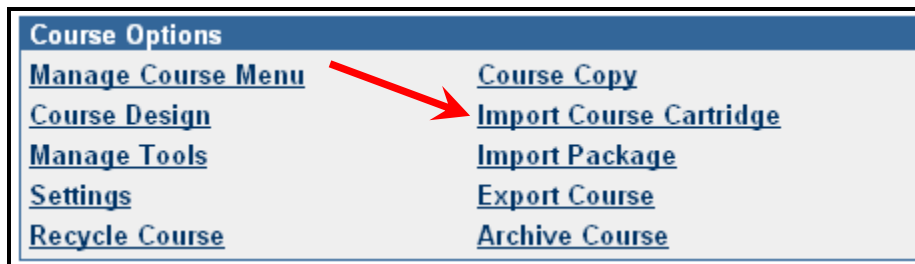 Course Options
Manage Course Menu
Course Copy
Course Design
Import Course Cartridge
Manage Tools
Import Package
Settings
Export Course
Recycle Course
Archive Course